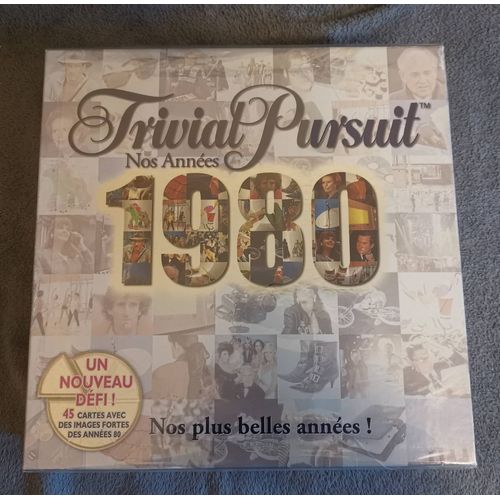 Trivial Pursuit™
Nos Années
1980
UN
NOUVEAU
DÉFI !
45 CARTES AVEC
DES IMAGES FORTES
DES ANNÉES 80
Nos plus belles années !